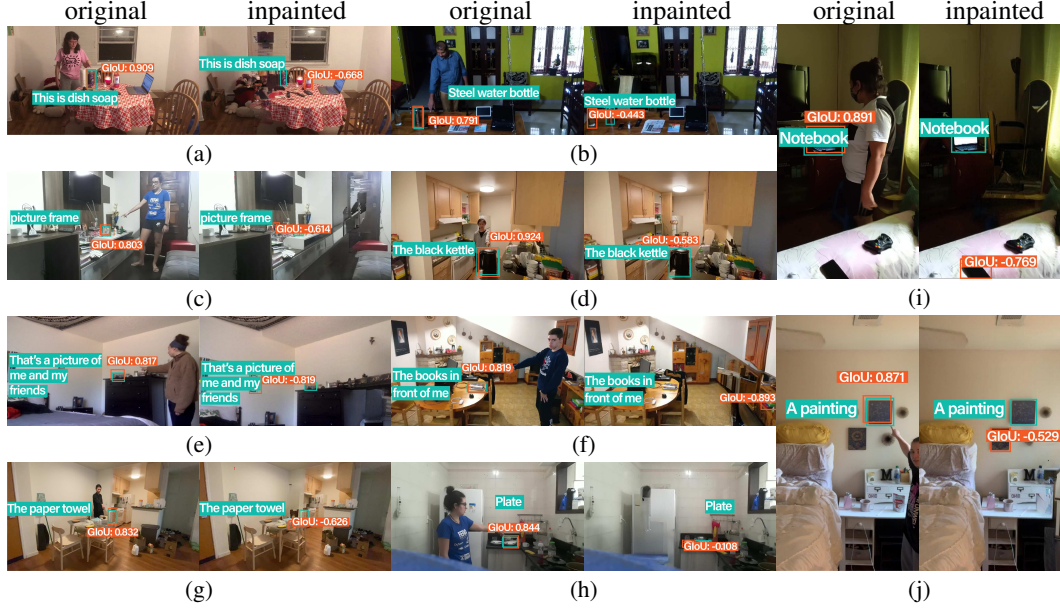 original
inpainted
original
inpainted
original
inpainted
This is dish soap
GIoU: 0.909
This is dish soap
GIoU: -0.668
Steel water bottle
GIoU: 0.791
Steel water bottle
GIoU: -0.443
(a)
(b)
picture frame
GIoU: 0.803
picture frame
GIoU: -0.614
The black kettle
GIoU: 0.924
The black kettle
GIoU: -0.583
(c)
(d)
GIoU: 0.891
Notebook
Notebook
GIoU: -0.769
(i)
That's a picture of
me and my
friends
GIoU: 0.817
That's a picture of
me and my
friends
GIoU: -0.819
The books in
front of me
GIoU: 0.819
The books in
front of me
GIoU: -0.893
(e)
(f)
The paper towel
GIoU: 0.832
The paper towel
GIoU: -0.626
Plate
GIoU: 0.844
Plate
GIoU: -0.108
(g)
(h)
GIoU: 0.871
A painting
A painting
GIoU: -0.529
(j)